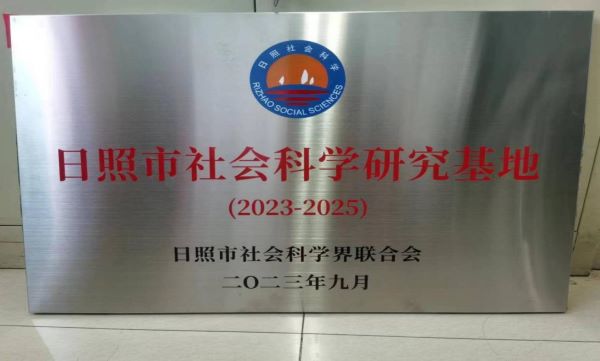 日照社会科学
RIZHAO SOCIAL SCIENCES
日照市社会科学研究基地
(2023-2025)
日照市社会科学界联合会
二〇二三年九月